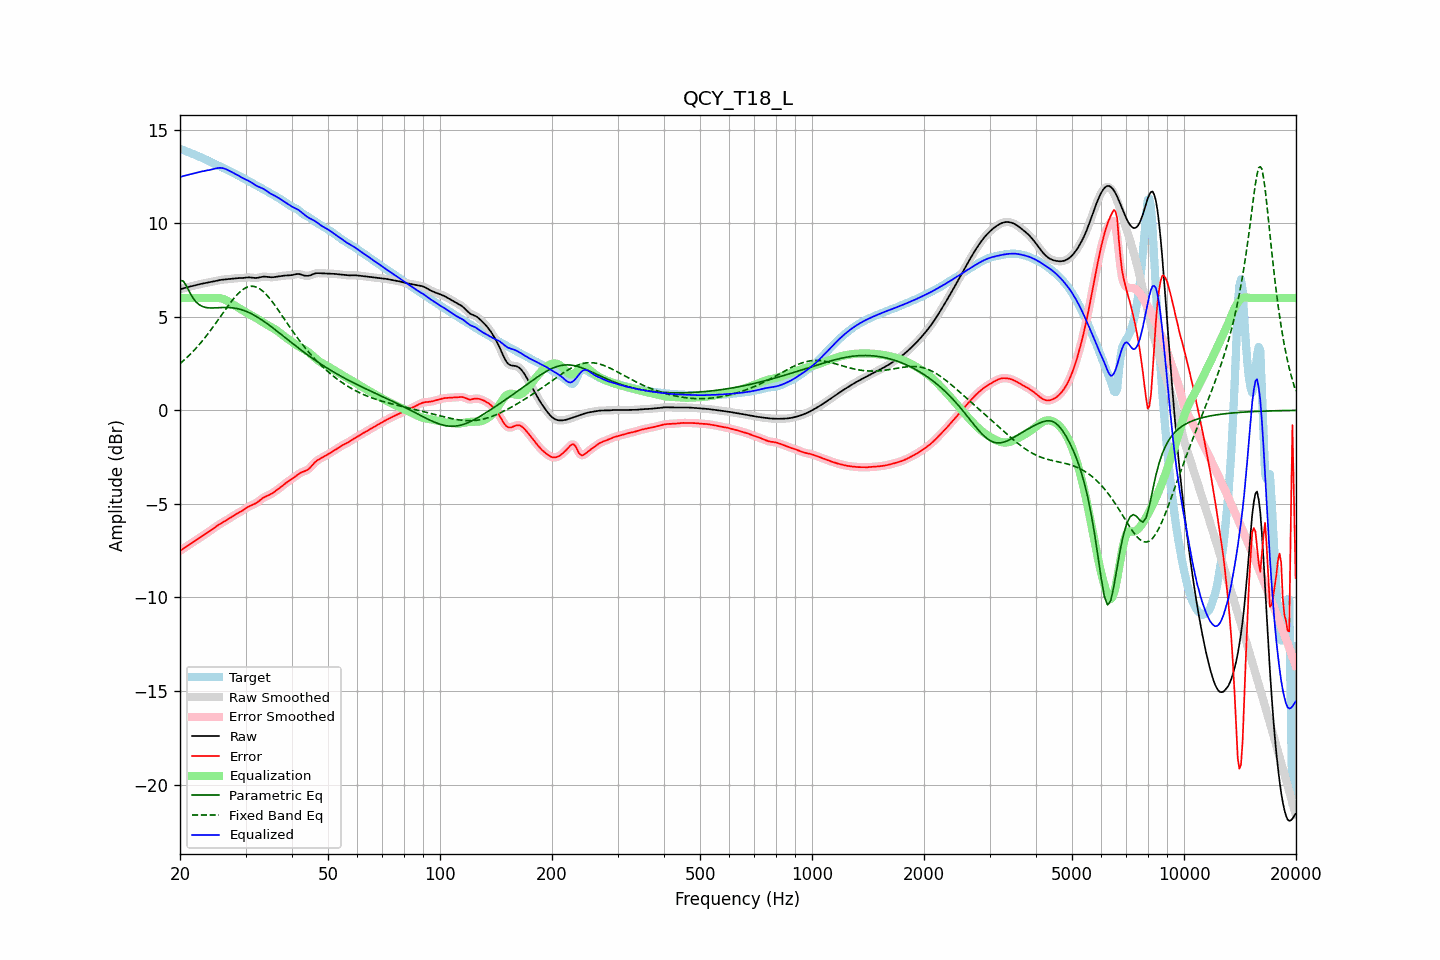 QCY_T18_L
Amplitude (dBr)
15
10
5
0
−5
−10
−15
−20
Target
Raw Smoothed
Error Smoothed
Raw
Error
Equalization
Parametric Eq
Fixed Band Eq
Equalized
20 50 100 200 500 1000 2000 5000 10000 20000
Frequency (Hz)